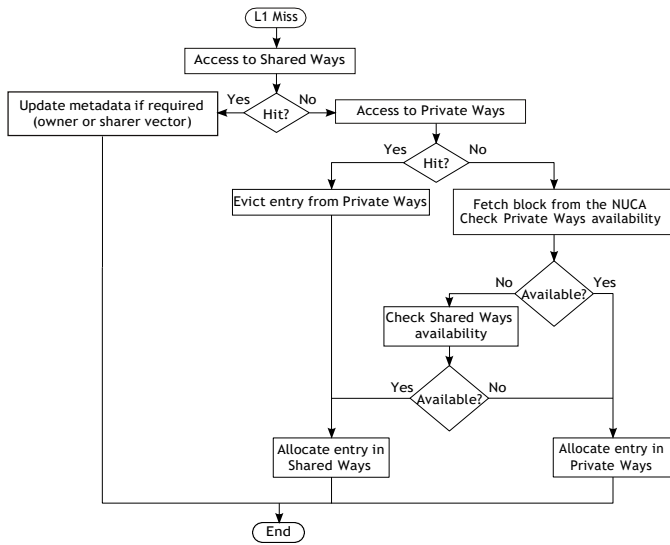 L1 Miss
Access to Shared Ways
Update metadata if required
(owner or sharer vector)
Yes
Hit?
No
Access to Private Ways
Yes
Hit?
No
Evict entry from Private Ways
Fetch block from the NUCA
Check Private Ways availability
No
Available?
Yes
Check Shared Ways
availability
Yes
Available?
No
Allocate entry in
Shared Ways
Allocate entry in
Private Ways
End